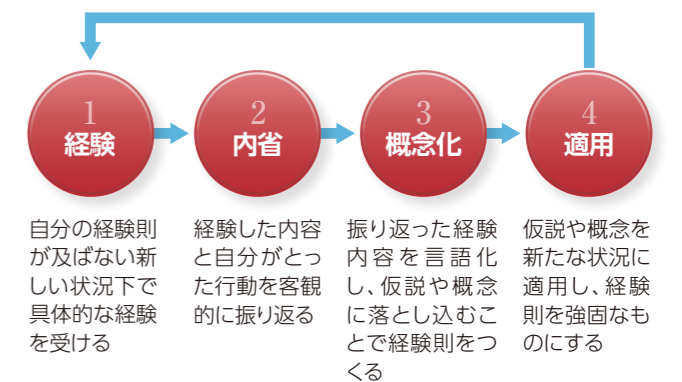 1
経験
2
内省
3
概念化
4
適用
自分の経験則
が及ばない新
しい状況下で
具体的な経験
を受ける
経験した内容
と自分がとっ
た行動を客観
的に振り返る
振り返った経験
内容を言語化
し、仮説や概念
に落とし込むこ
とで経験則をつ
くる
仮説や概念を
新たな状況に
適用し、経験
則を強固なも
のにする